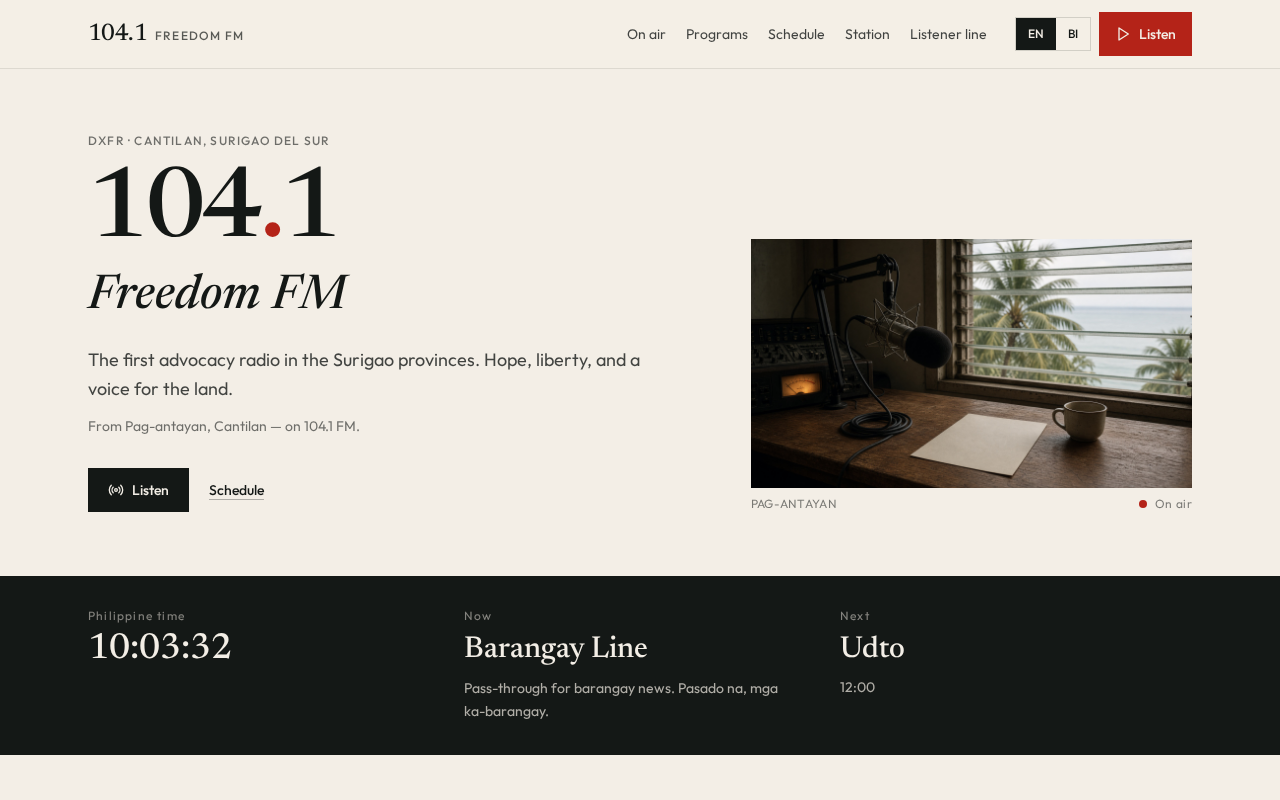 104.1 FREEDOM FM
On air Programs Schedule Station Listener line EN BI Listen
DXFR · CANTILAN, SURIGAO DEL SUR
104.1
Freedom FM
The first advocacy radio in the Surigao provinces. Hope, liberty, and a
voice for the land.
From Pag-antayan, Cantilan — on 104.1 FM.
Listen Schedule
PAG-ANTAYAN On air
Philippine time
10:03:32
Now
Barangay Line
Pass-through for barangay news. Pasado na, mga
ka-barangay.
Next
Udto
12:00